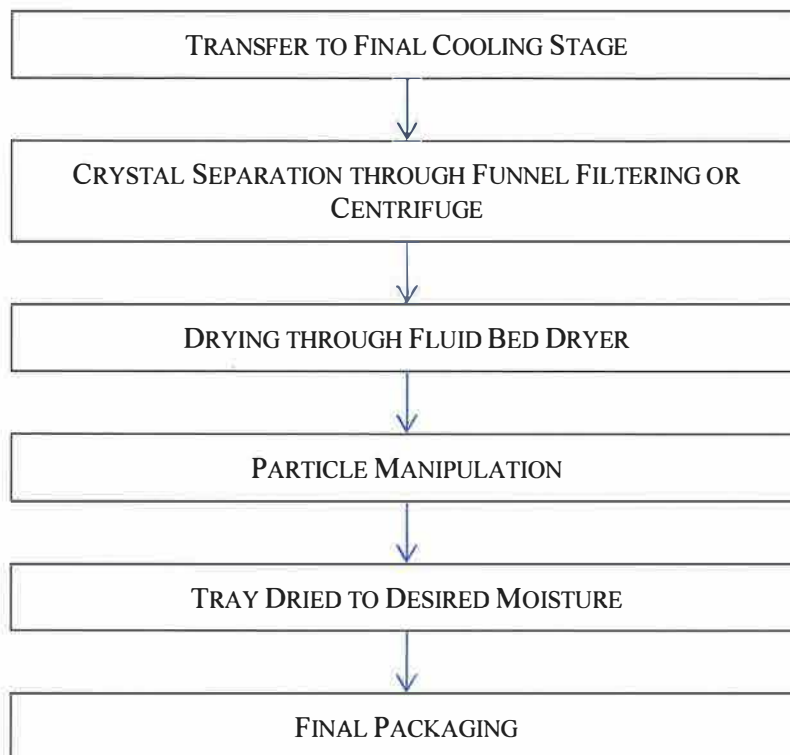 TRANSFER TO FINAL COOLING STAGE
CRYSTAL SEPARATION THROUGH FUNNEL FILTERING OR
CENTRIFUGE
DRYING THROUGH FLUID BED DRYER
PARTICLE MANIPULATION
TRAY DRIED TO DESIRED MOISTURE
FINAL PACKAGING